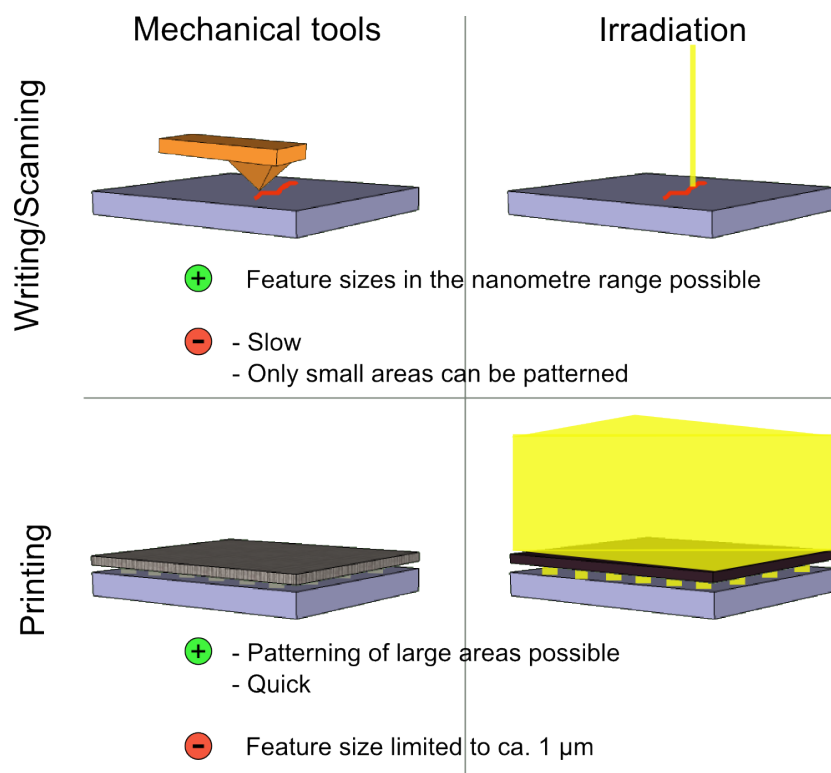 Mechanical tools
Irradiation
Writing/Scanning
+ Feature sizes in the nanometre range possible
- - Slow
- Only small areas can be patterned
Printing
+ - Patterning of large areas possible
- Quick
- Feature size limited to ca. 1 µm